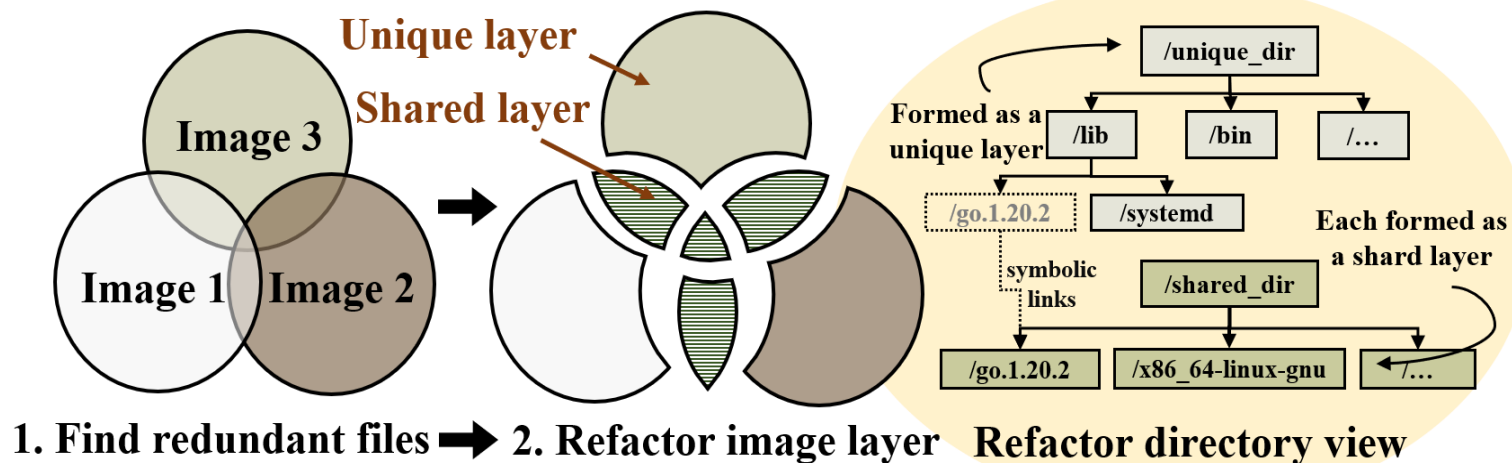 Image 3
Image 1
Image 2
Unique layer
Shared layer
/unique_dir
Formed as a
unique layer
/lib
/bin
/...
/go.1.20.2
/systemd
symbolic
links
Each formed as
a shard layer
/shared_dir
/go.1.20.2
/x86_64-linux-gnu
/...
1. Find redundant files
2. Refactor image layer
Refactor directory view